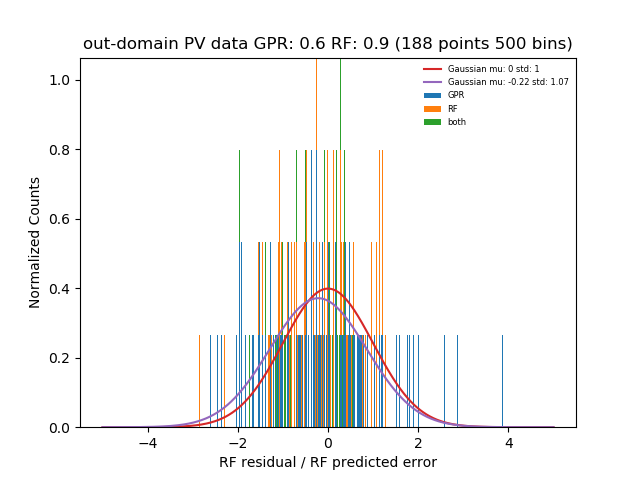 out-domain PV data GPR: 0.6 RF: 0.9 (188 points 500 bins)
Gaussian mu: 0 std: 1
Gaussian mu: -0.22 std: 1.07
GPR
RF
both
Normalized Counts
1.0
0.8
0.6
0.4
0.2
0.0
−4 −2 0 2 4
RF residual / RF predicted error